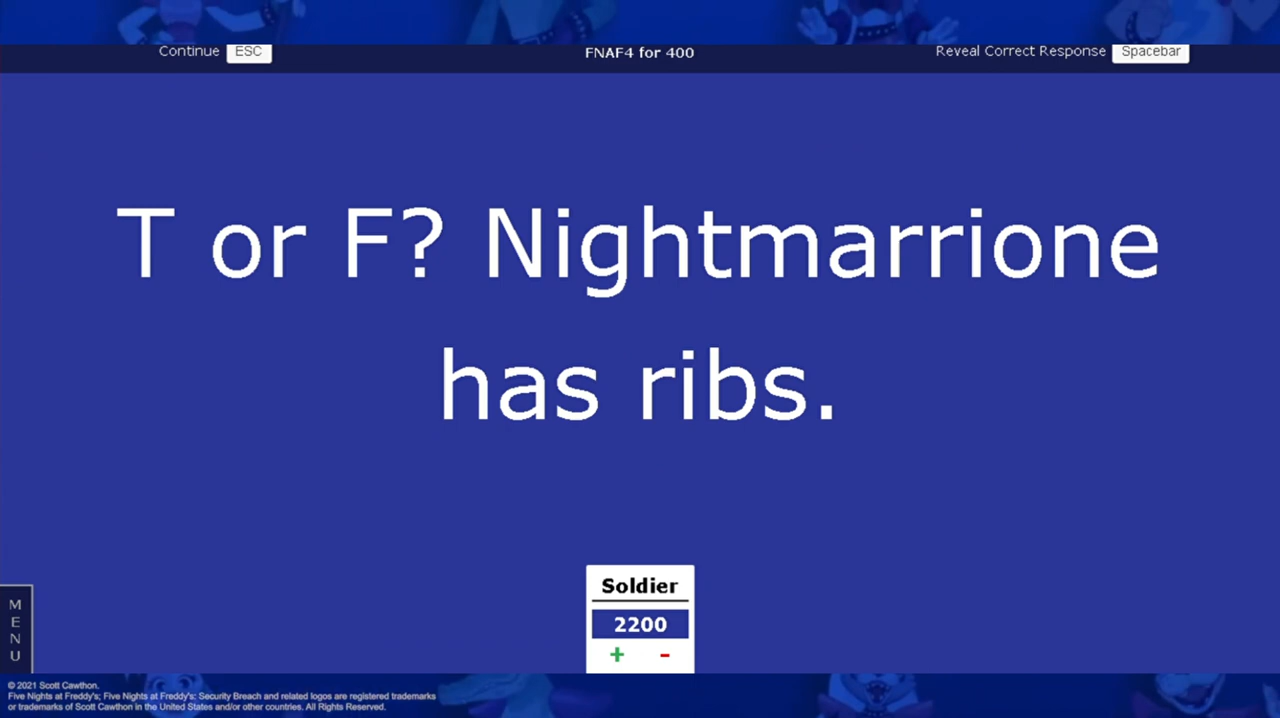 Continue ESC
FNAF4 for 400
Reveal Correct Response Spacebar
T or F? Nightmarrione
has ribs.
Soldier
2200
+ -
M
E
N
U
© 2021 Scott Cawthon.
Five Nights at Freddy's; Five Nights at Freddy's: Security Breach and related logos are registered trademarks
or trademarks of Scott Cawthon in the United States and/or other countries. All Rights Reserved.